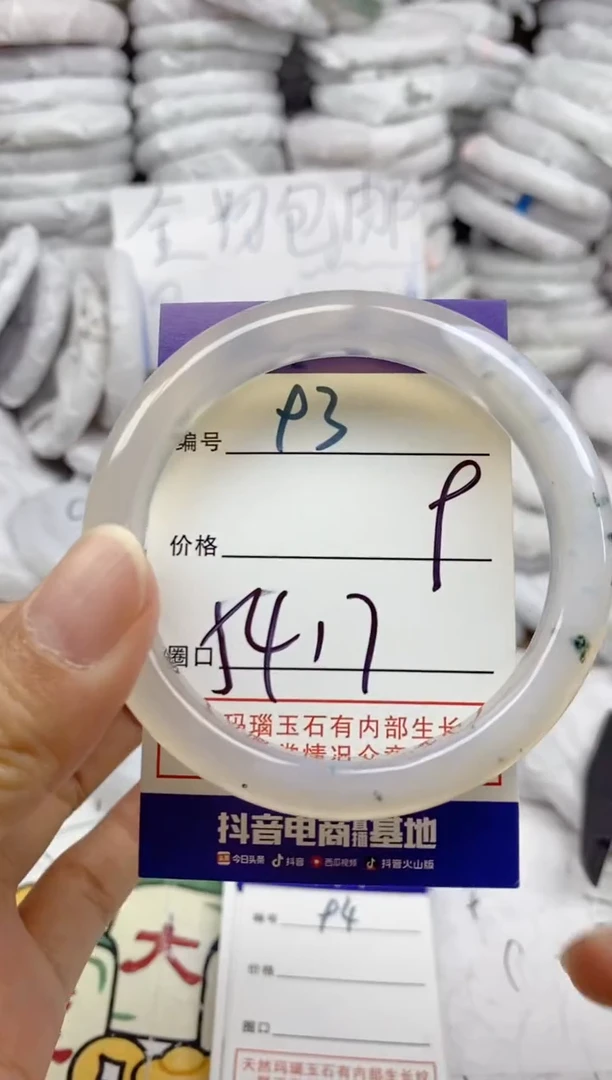 全场包邮
编号 P3
价格 P
圈口 5417
玛瑙玉石有内部生长
抖音电商直播基地
今日头条 抖音 西瓜视频 抖音火山版
大
编号 P4
价格
圈口
天然玛瑙玉石有内部生长纹